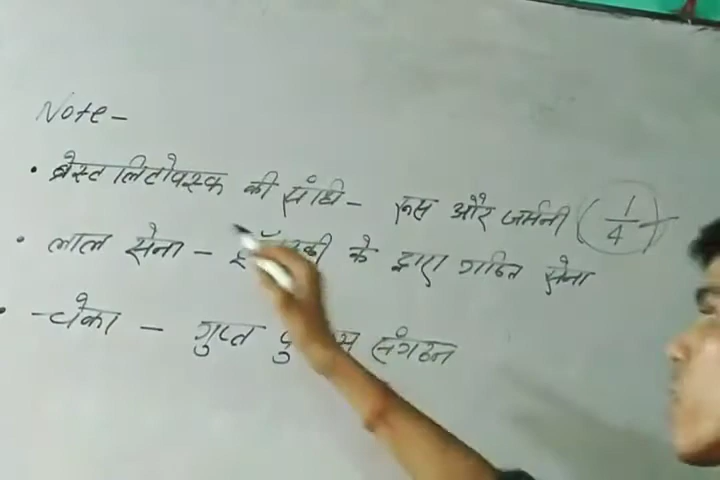 Note-
• ब्रेस्ट लिटोवस्क की संधि - रूस और जर्मनी (1/4)
• लाल सेना - के द्वारा गठित सेना
• -चेका - गुप्त संगठन